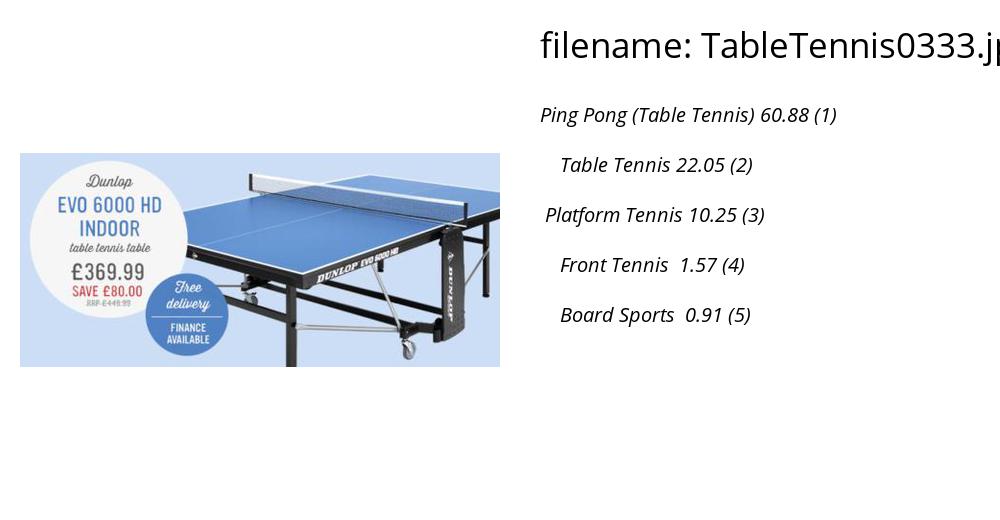 filename: TableTennis0333.jp
Ping Pong (Table Tennis) 60.88 (1)
Table Tennis 22.05 (2)
Platform Tennis 10.25 (3)
Front Tennis 1.57 (4)
Board Sports 0.91 (5)
Dunlop
EVO 6000 HD
INDOOR
table tennis table
£369.99
SAVE £80.00
RRP £449.99
Free
delivery
FINANCE
AVAILABLE
DUNLOP EVO 6000 HD
DUNLOP